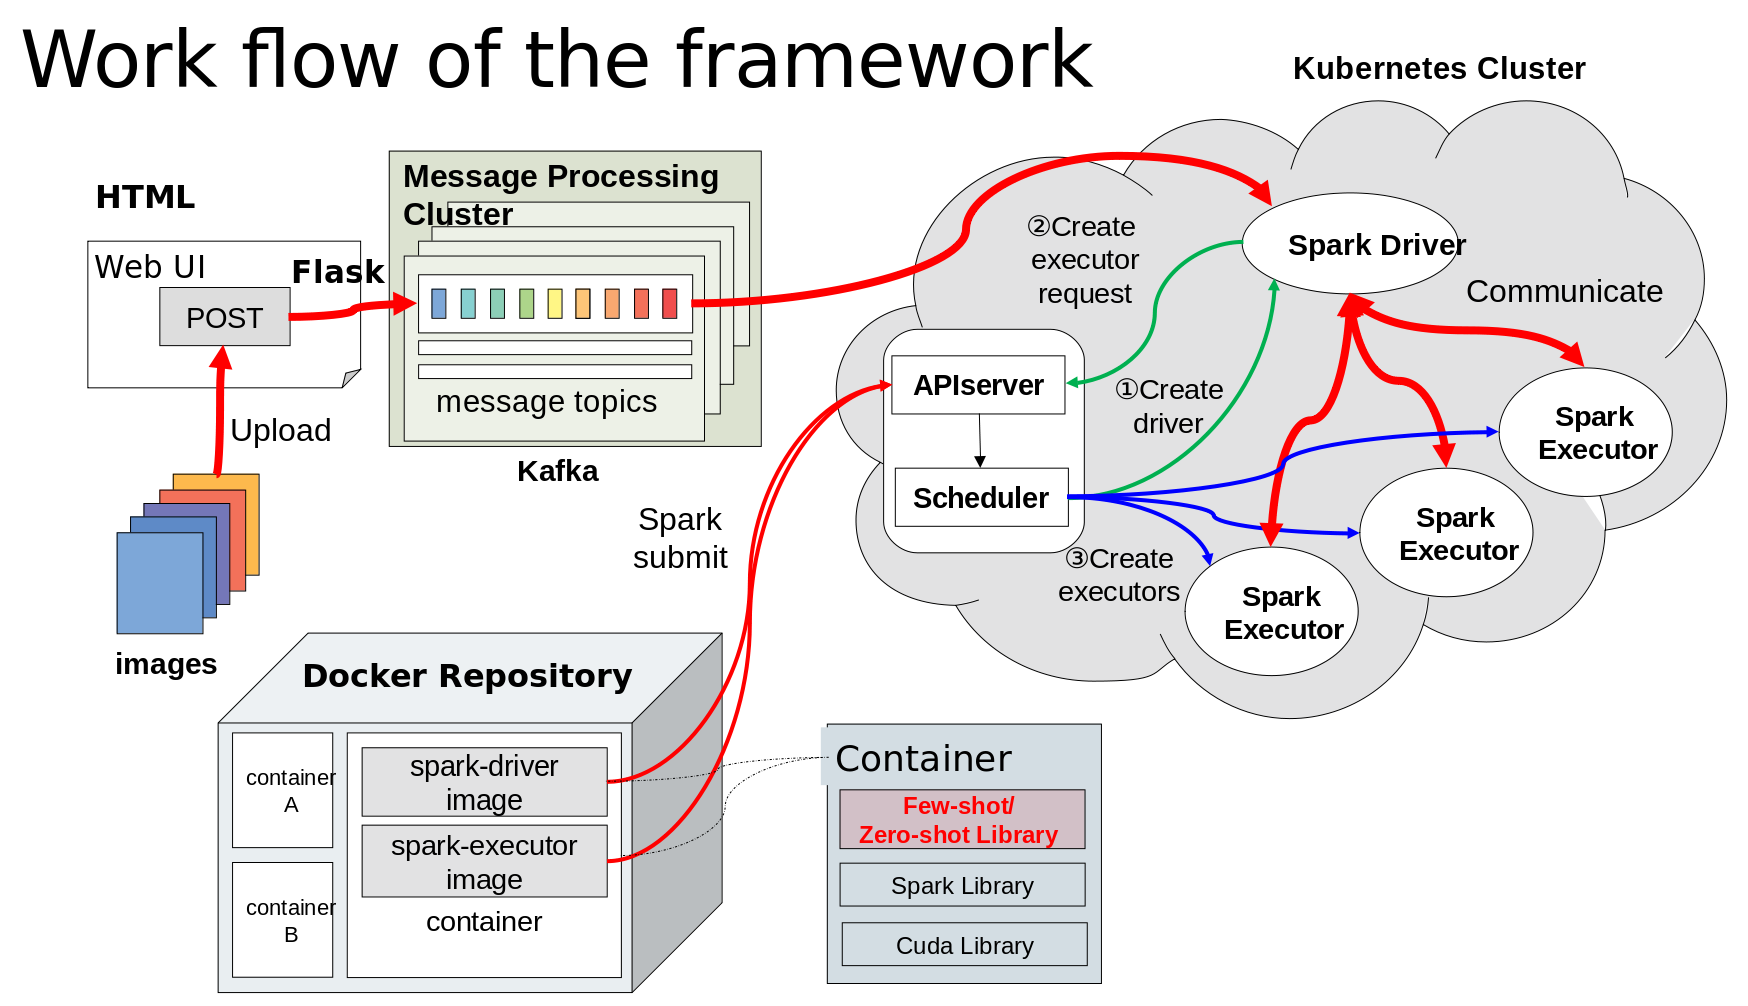 Work flow of the framework
Kubernetes Cluster
HTML
Web UI
Flask
POST
Upload
images
Message Processing
Cluster
message topics
Kafka
Spark
submit
②Create
executor
request
Spark Driver
Communicate
APIserver
①Create
driver
Scheduler
③Create
executors
Spark
Executor
Spark
Executor
Spark
Executor
Docker Repository
container
A
container
B
spark-driver
image
spark-executor
image
container
Container
Few-shot/
Zero-shot Library
Spark Library
Cuda Library